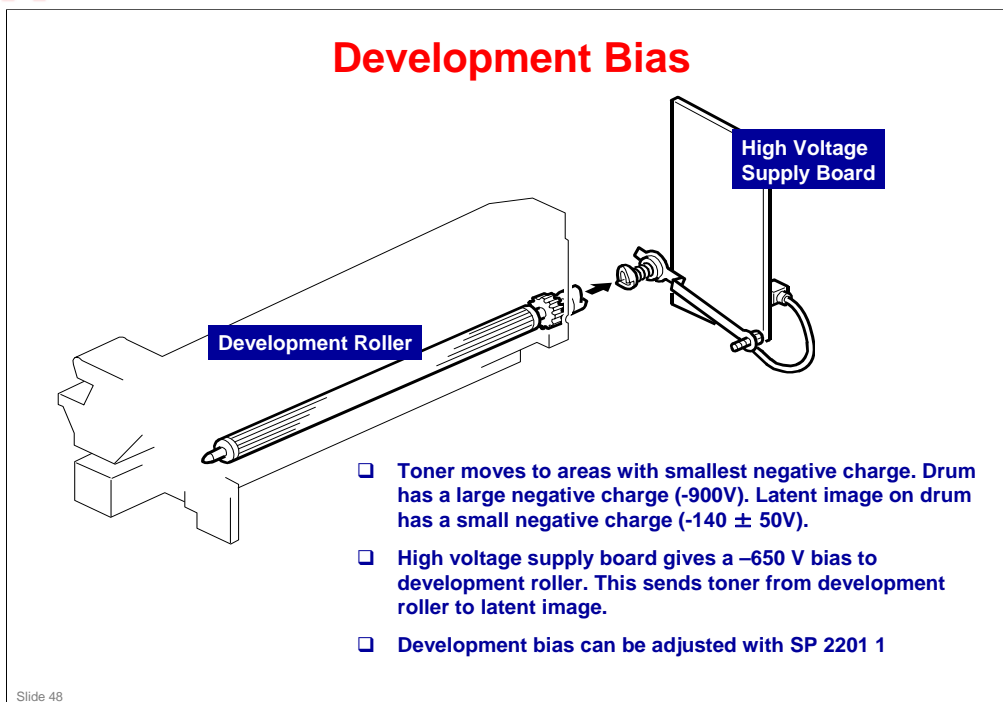 Development Bias
High Voltage
Supply Board
Development Roller
❑ Toner moves to areas with smallest negative charge. Drum
has a large negative charge (-900V). Latent image on drum
has a small negative charge (-140 ± 50V).
❑ High voltage supply board gives a –650 V bias to
development roller. This sends toner from development
roller to latent image.
❑ Development bias can be adjusted with SP 2201 1
Slide 48